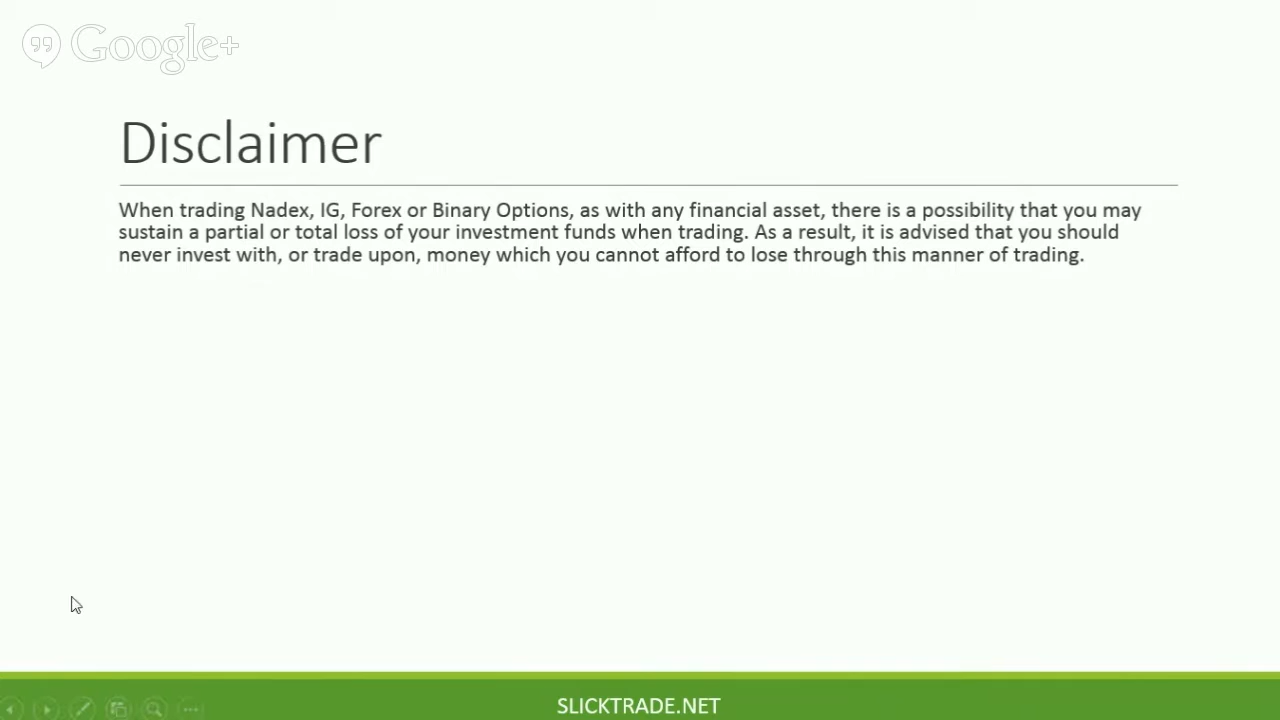 Google+
Disclaimer
When trading Nadex, IG, Forex or Binary Options, as with any financial asset, there is a possibility that you may
sustain a partial or total loss of your investment funds when trading. As a result, it is advised that you should
never invest with, or trade upon, money which you cannot afford to lose through this manner of trading.
SLICKTRADE.NET